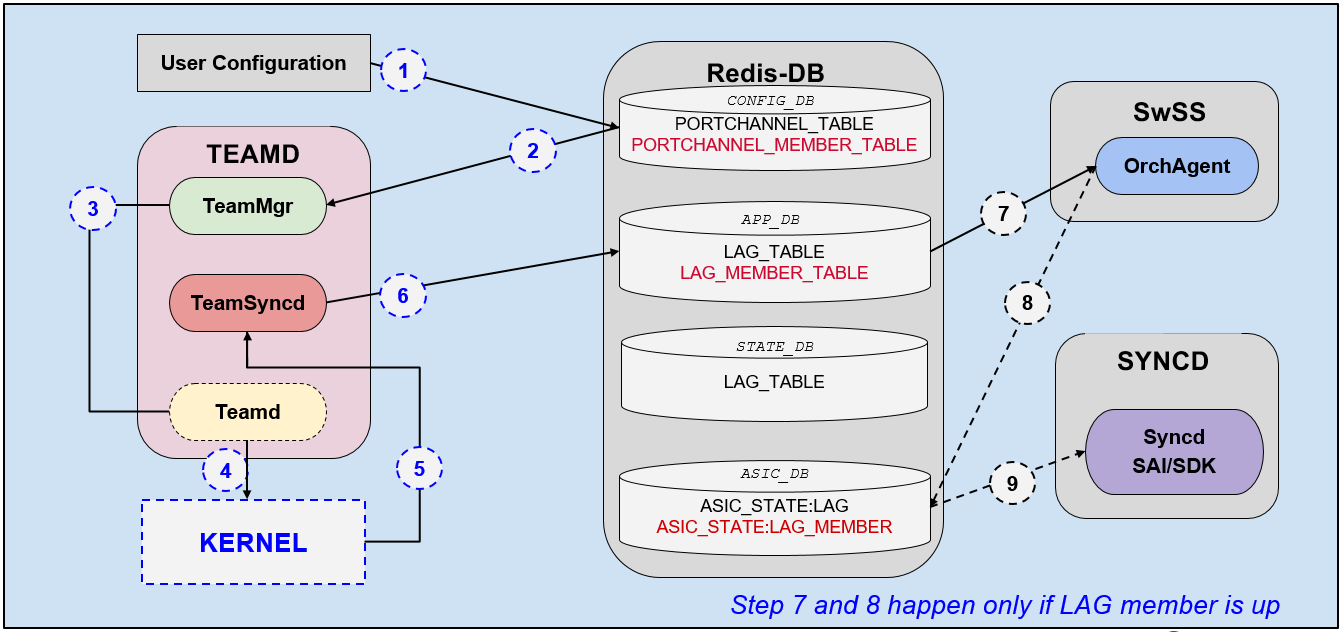 User Configuration
1
Redis-DB
CONFIG_DB
PORTCHANNEL_TABLE
PORTCHANNEL_MEMBER_TABLE
SwSS
OrchAgent
2
TEAMD
TeamMgr
3
APP_DB
LAG_TABLE
LAG_MEMBER_TABLE
7
TeamSyncd
6
8
STATE_DB
LAG_TABLE
SYNCD
Teamd
Syncd
SAI/SDK
4
5
ASIC_DB
ASIC_STATE:LAG
ASIC_STATE:LAG_MEMBER
9
KERNEL
Step 7 and 8 happen only if LAG member is up